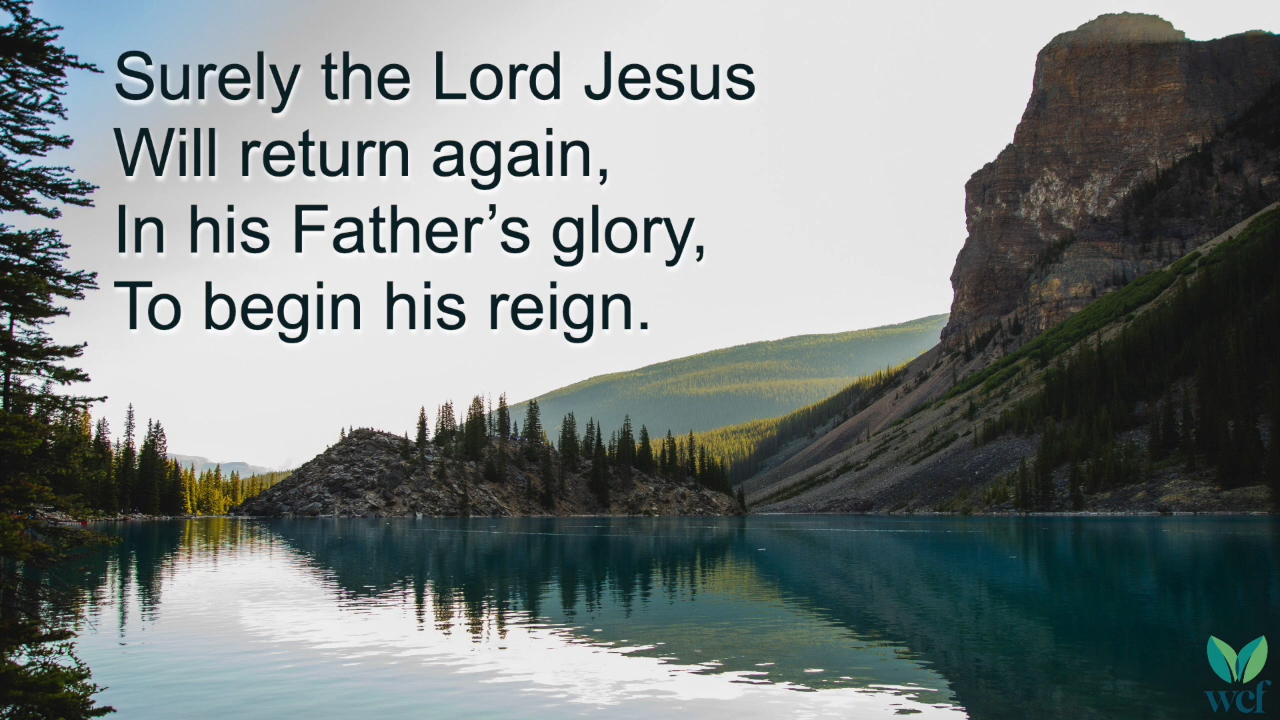 Surely the Lord Jesus
Will return again,
In his Father’s glory,
To begin his reign.
wcf